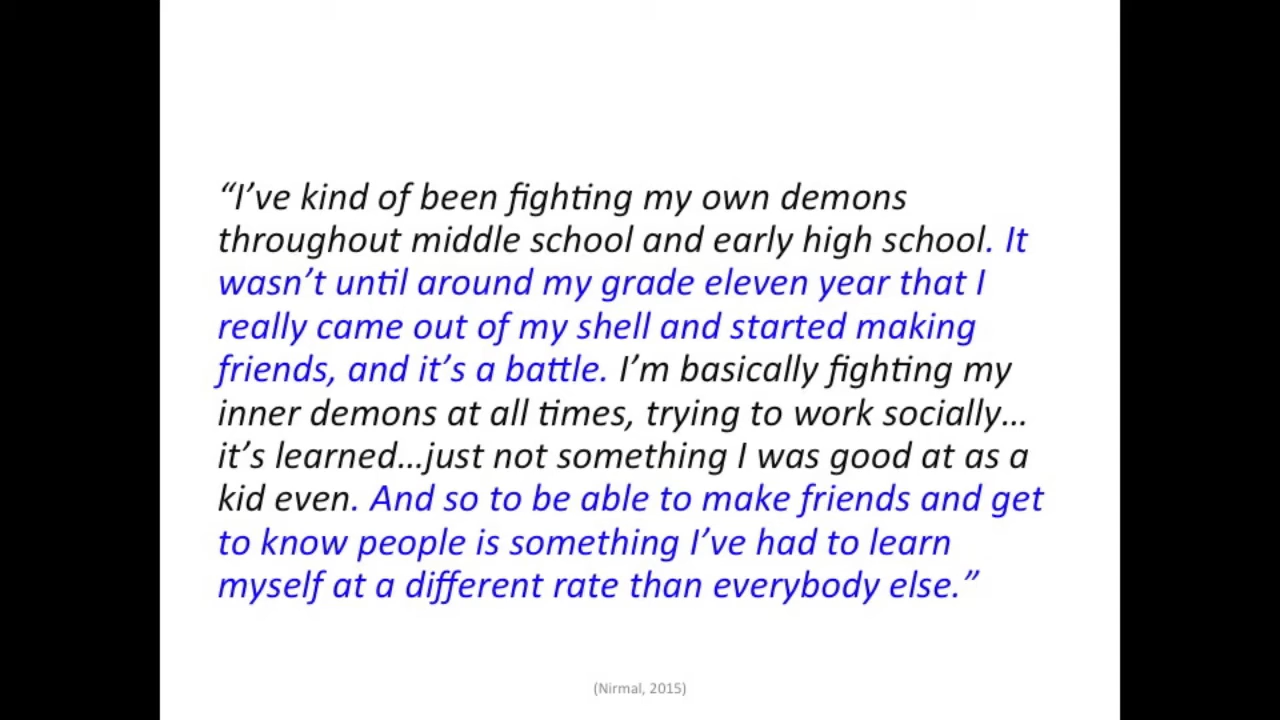 “I’ve kind of been fighting my own demons
throughout middle school and early high school. It
wasn’t until around my grade eleven year that I
really came out of my shell and started making
friends, and it’s a battle. I’m basically fighting my
inner demons at all times, trying to work socially…
it’s learned…just not something I was good at as a
kid even. And so to be able to make friends and get
to know people is something I’ve had to learn
myself at a different rate than everybody else.”
(Nirmal, 2015)